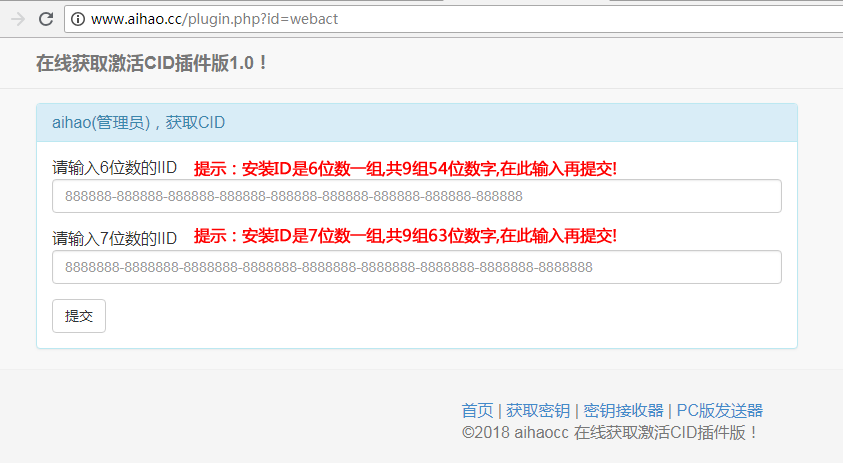 www.aihao.cc/plugin.php?id=webact
在线获取激活CID插件版1.0！
aihao(管理员)，获取CID
请输入6位数的IID 提示：安装ID是6位数一组,共9组54位数字,在此输入再提交!
888888-888888-888888-888888-888888-888888-888888-888888-888888
请输入7位数的IID 提示：安装ID是7位数一组,共9组63位数字,在此输入再提交!
8888888-8888888-8888888-8888888-8888888-8888888-8888888-8888888-8888888
提交
首页 | 获取密钥 | 密钥接收器 | PC版发送器
©2018 aihaocc 在线获取激活CID插件版！